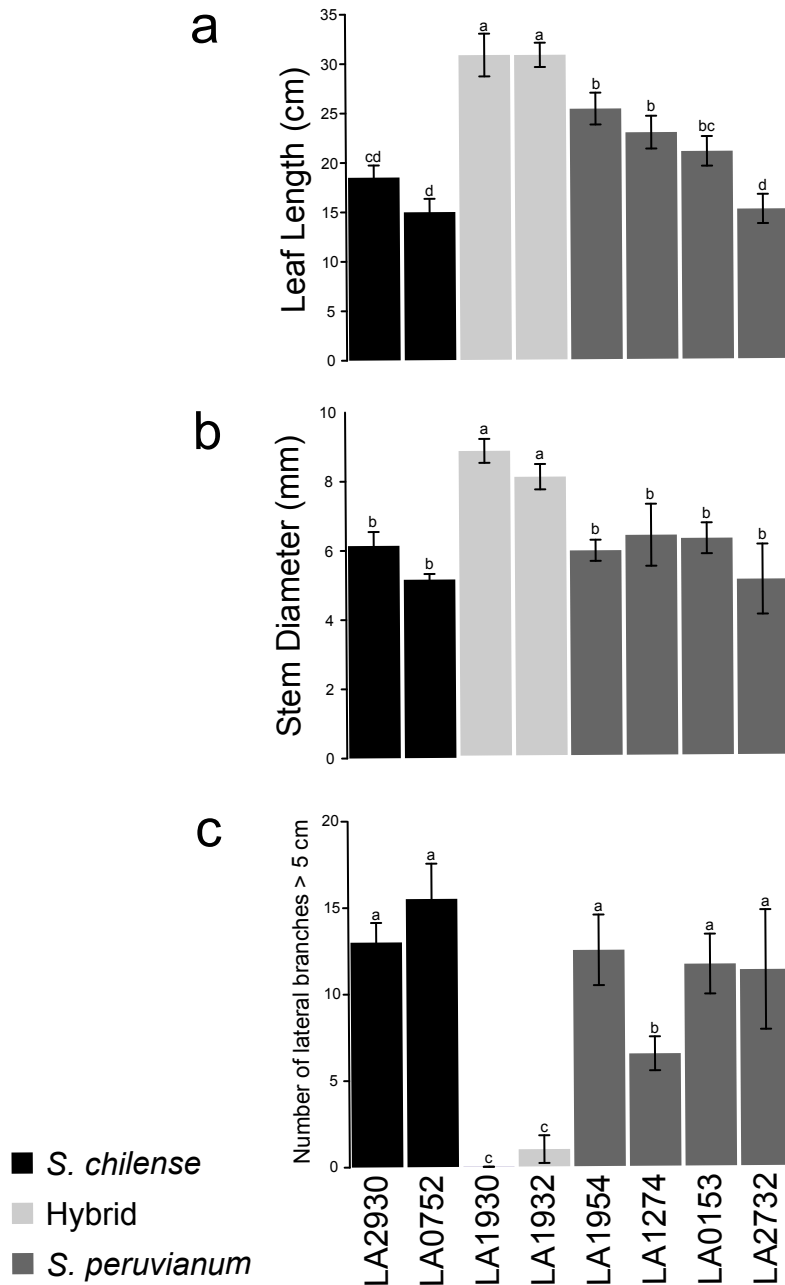 a
Leaf Length (cm)
35
30
25
20
15
10
5
0
cd
d
a
a
b
b
bc
d
b
Stem Diameter (mm)
10
8
6
4
2
0
b
b
a
a
b
b
b
b
c
Number of lateral branches > 5 cm
20
15
10
5
0
a
a
c
c
a
b
a
a
LA2930
LA0752
LA1930
LA1932
LA1954
LA1274
LA0153
LA2732
S. chilense
Hybrid
S. peruvianum